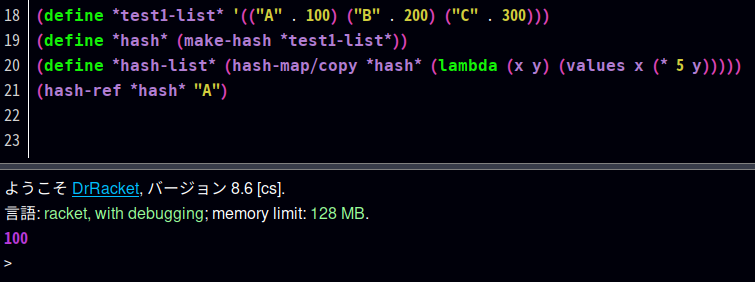 18 (define *test1-list* '(("A" . 100) ("B" . 200) ("C" . 300)))
19 (define *hash* (make-hash *test1-list*))
20 (define *hash-list* (hash-map/copy *hash* (lambda (x y) (values x (* 5 y)))))
21 (hash-ref *hash* "A")
22
23
ようこそ DrRacket, バージョン 8.6 [cs].
言語: racket, with debugging; memory limit: 128 MB.
100
>